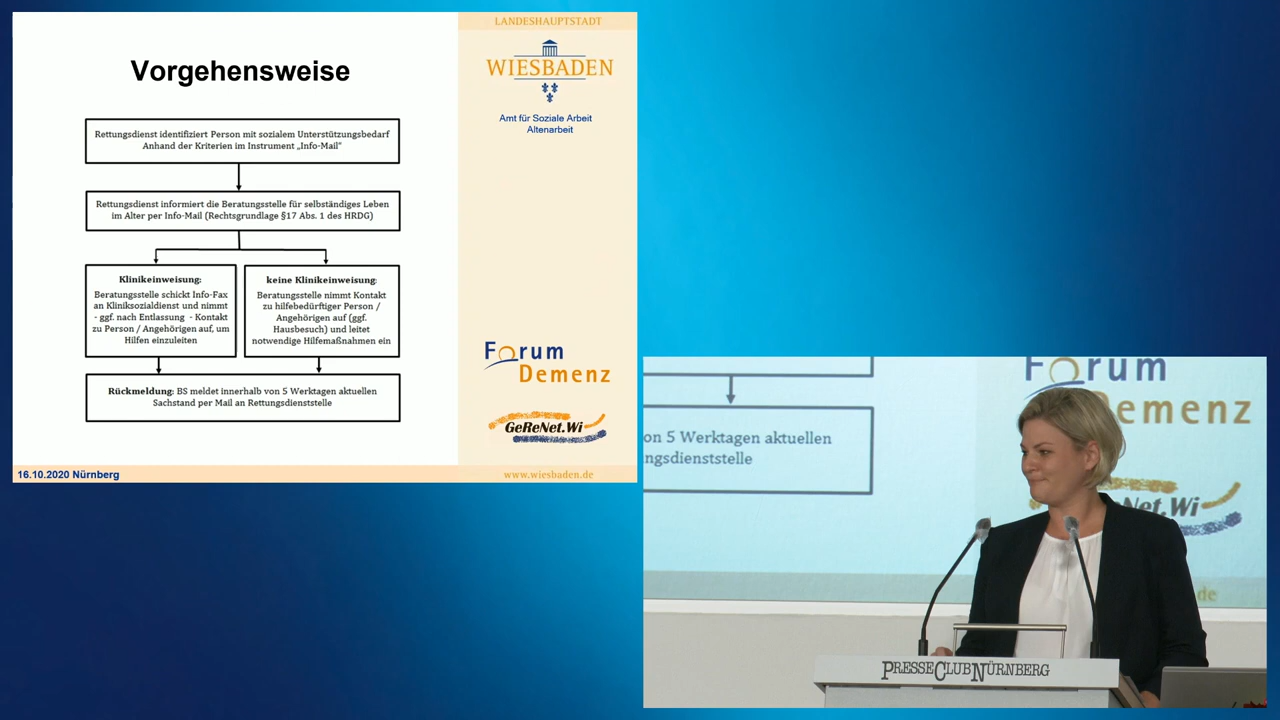 Vorgehensweise
Rettungsdienst identifiziert Person mit sozialem Unterstützungsbedarf
Anhand der Kriterien im Instrument „Info-Mail“
Rettungsdienst informiert die Beratungsstelle für selbständiges Leben
im Alter per Info-Mail (Rechtsgrundlage §17 Abs. 1 des HRDG)
Klinikeinweisung:
Beratungsstelle schickt Info-Fax
an Kliniksozialdienst und nimmt
- ggf. nach Entlassung - Kontakt
zu Person / Angehörigen auf, um
Hilfen einzuleiten
keine Klinikeinweisung:
Beratungsstelle nimmt Kontakt
zu hilfebedürftiger Person /
Angehörigen auf (ggf.
Hausbesuch) und leitet
notwendige Hilfemaßnahmen ein
Rückmeldung: BS meldet innerhalb von 5 Werktagen aktuellen
Sachstand per Mail an Rettungsdienststelle
16.10.2020 Nürnberg
LANDESHAUPTSTADT
WIESBADEN
Amt für Soziale Arbeit
Altenarbeit
Forum
Demenz
GeReNet.Wi
www.wiesbaden.de
Forum
Demenz
on 5 Werktagen aktuellen
ngsdienststelle
eNet.Wi
.de
PRESSECLUBNÜRNBERG